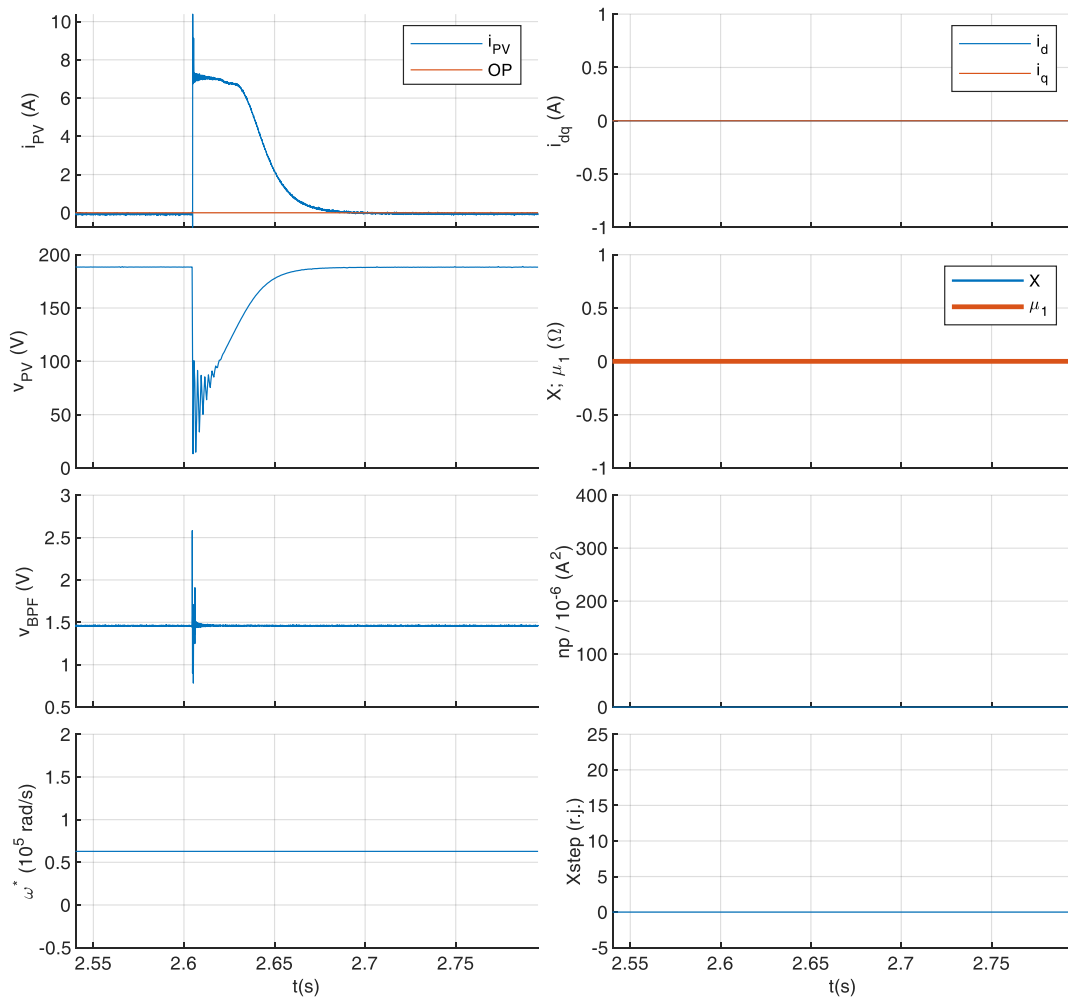 10
8
6
4
2
0
i_PV (A)
i_PV
OP
1
0.5
0
-0.5
-1
i_dq (A)
i_d
i_q
200
150
100
50
0
v_PV (V)
1
0.5
0
-0.5
-1
X; μ_1 (Ω)
X
μ_1
3
2.5
2
1.5
1
0.5
v_BPF (V)
400
300
200
100
0
np / 10^-6 (A^2)
2
1.5
1
0.5
0
-0.5
ω^* (10^5 rad/s)
2.55 2.6 2.65 2.7 2.75
t(s)
25
20
15
10
5
0
-5
Xstep (r.j.)
2.55 2.6 2.65 2.7 2.75
t(s)